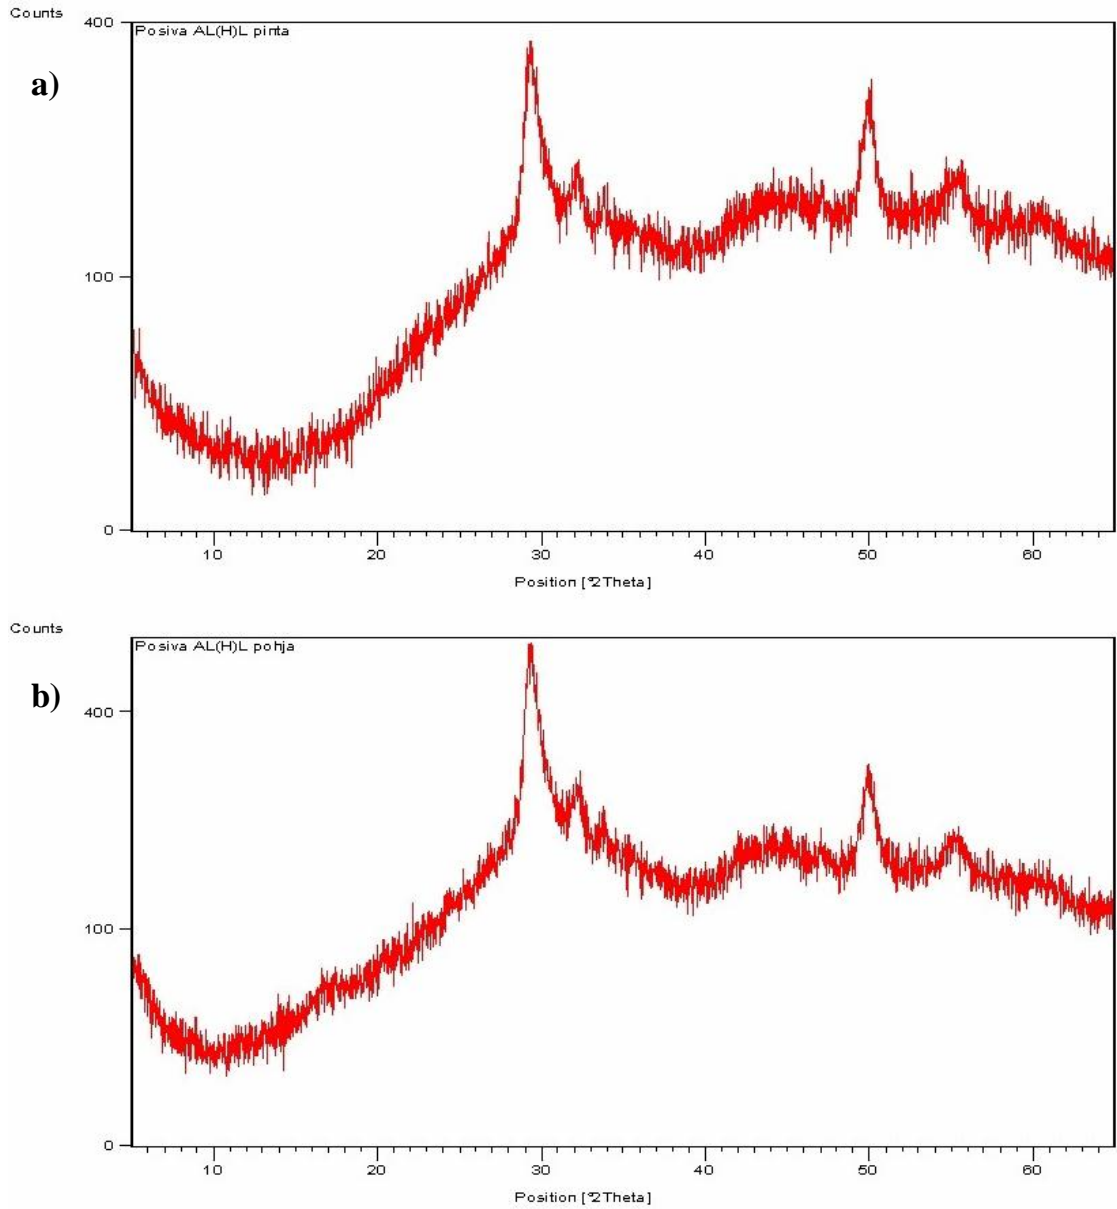 Counts
400
Posiva AL(H)L pinta
a)
100
0
10 20 30 40 50 60
Position [°2Theta]
Counts
Posiva AL(H)L pohja
b)
400
100
0
10 20 30 40 50 60
Position [°2Theta]